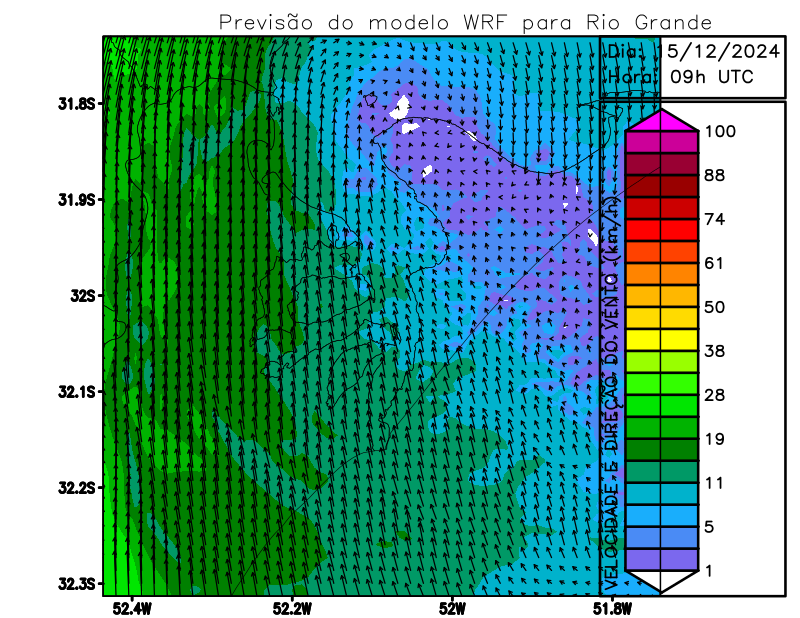 Previsão do modelo WRF para Rio Grande
Dia: 15/12/2024
Hora: 09h UTC
31.8S
31.9S
32S
32.1S
32.2S
32.3S
52.4W
52.2W
52W
51.8W
VELOCIDADE E DIREÇAO DO VENTO (km/h)
100
88
74
61
50
38
28
19
11
5
1